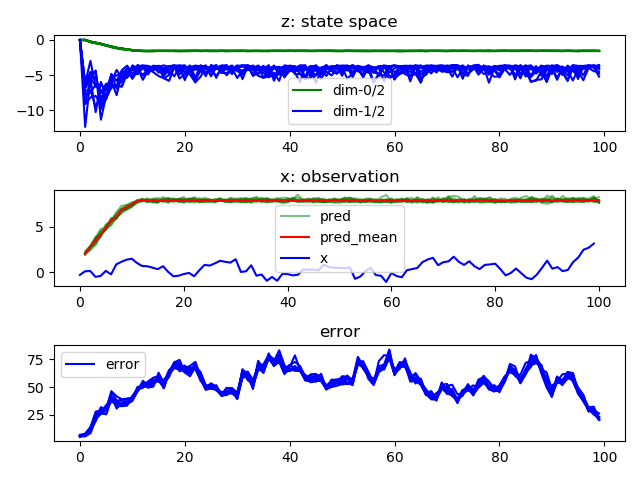 z: state space
0
−5
−10
dim-0/2
dim-1/2
0 20 40 60 80 100
x: observation
5
0
pred
pred_mean
x
0 20 40 60 80 100
error
75
50
25
error
0 20 40 60 80 100